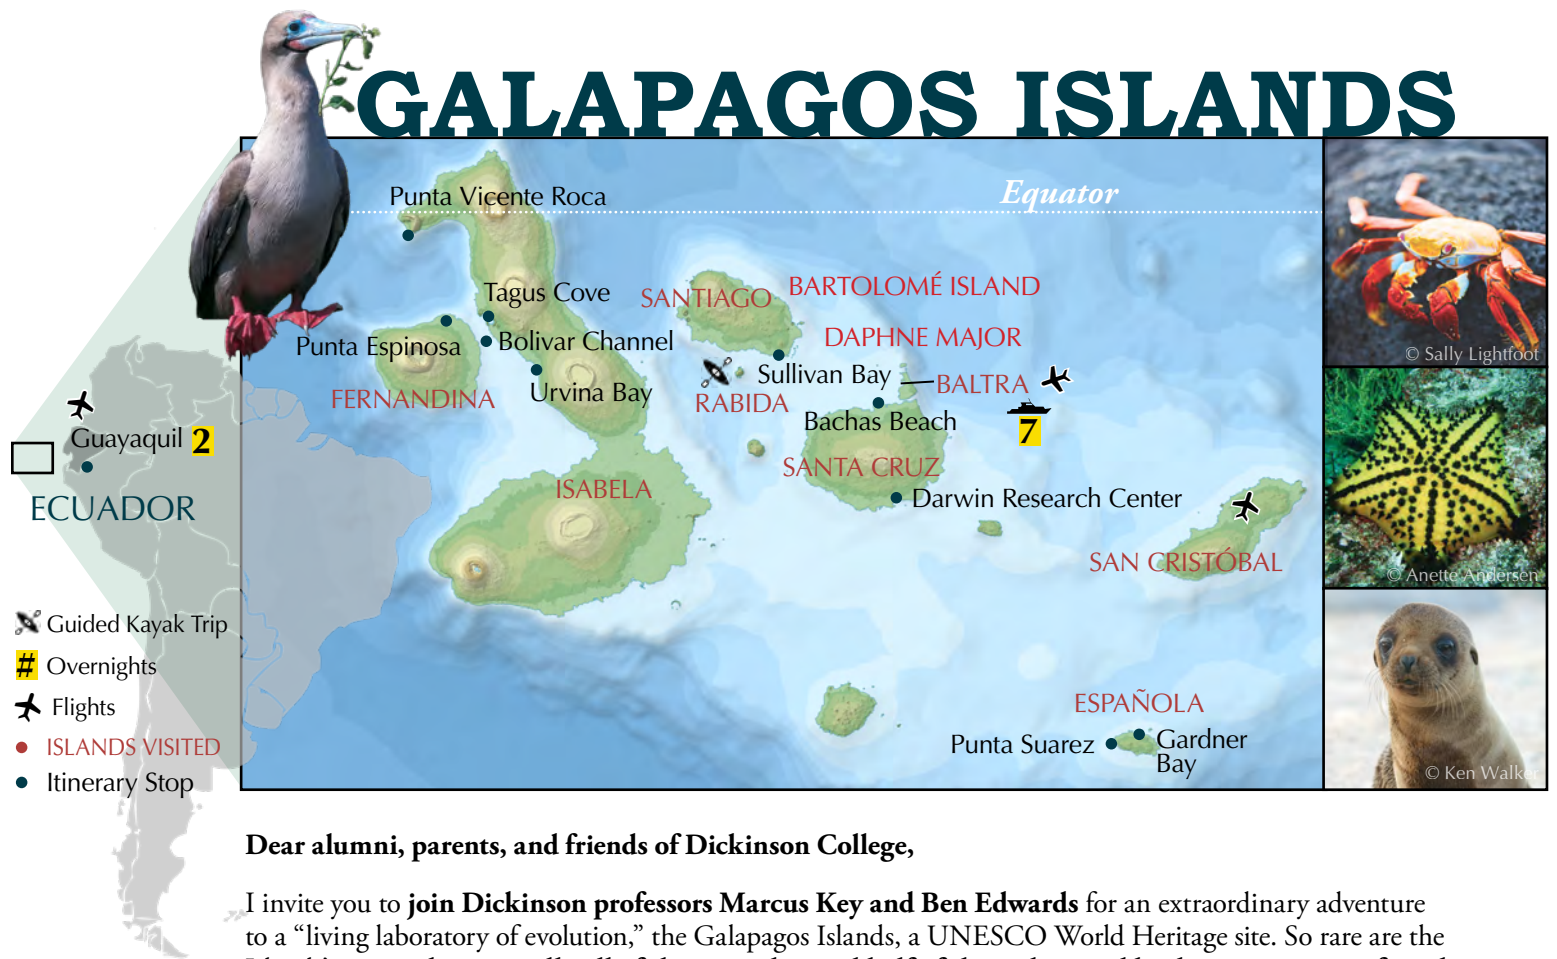 GALAPAGOS ISLANDS
Equator
Punta Vicente Roca
Tagus Cove
SANTIAGO
BARTOLOMÉ ISLAND
Punta Espinosa
Bolivar Channel
DAPHNE MAJOR
FERNANDINA
Urvina Bay
RABIDA
Sullivan Bay
BALTRA
Bachas Beach
7
SANTA CRUZ
ISABELA
Darwin Research Center
SAN CRISTÓBAL
ESPAÑOLA
Punta Suarez
Gardner
Bay
Guayaquil 2
ECUADOR
Guided Kayak Trip
# Overnights
Flights
ISLANDS VISITED
Itinerary Stop
© Sally Lightfoot
© Anette Andersen
© Ken Walker
Dear alumni, parents, and friends of Dickinson College,
I invite you to join Dickinson professors Marcus Key and Ben Edwards for an extraordinary adventure
to a “living laboratory of evolution,” the Galapagos Islands, a UNESCO World Heritage site. So rare are the